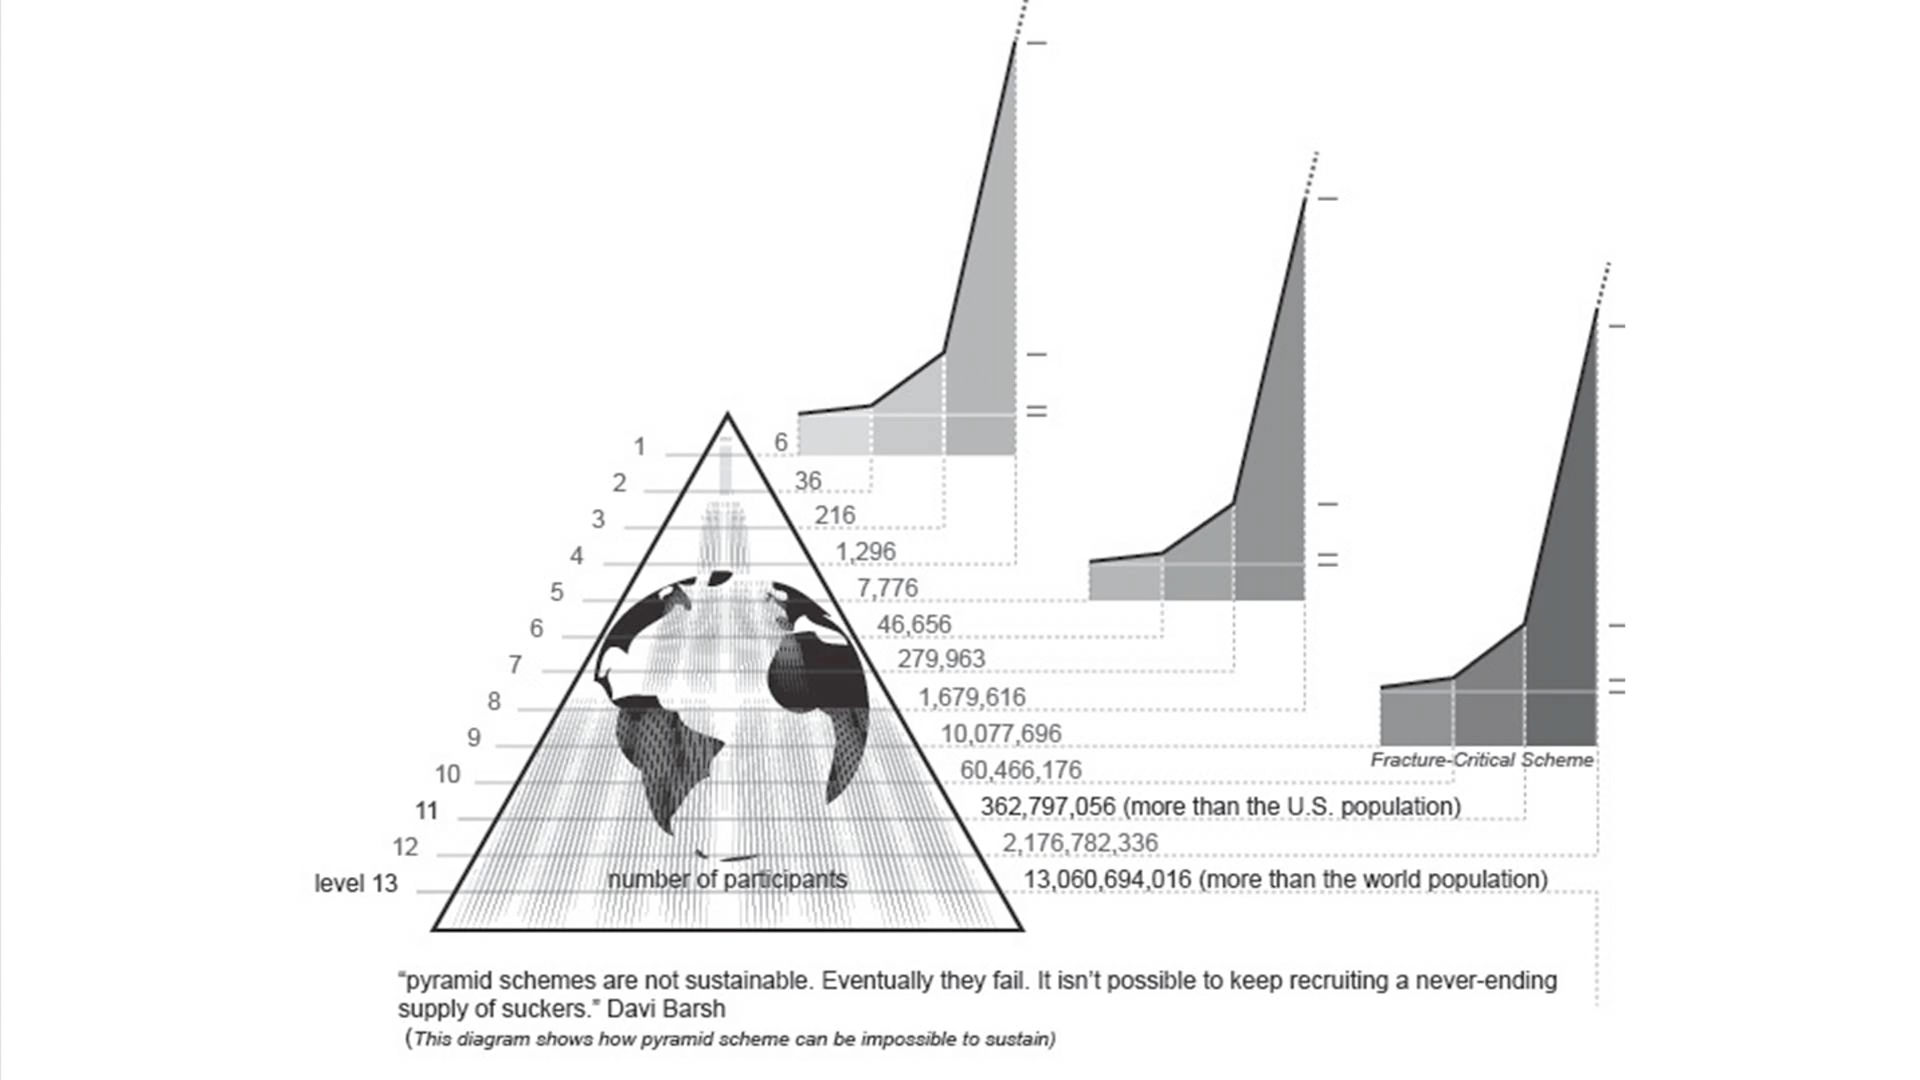 1 6
2 36
3 216
4 1,296
5 7,776
6 46,656
7 279,963
8 1,679,616
9 10,077,696
Fracture-Critical Scheme
10 60,466,176
11 362,797,056 (more than the U.S. population)
12 2,176,782,336
level 13 number of participants 13,060,694,016 (more than the world population)
“pyramid schemes are not sustainable. Eventually they fail. It isn’t possible to keep recruiting a never-ending
supply of suckers.” Davi Barsh
(This diagram shows how pyramid scheme can be impossible to sustain)